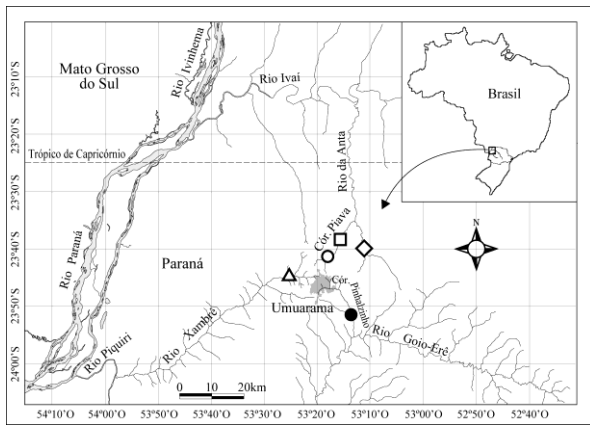 Mato Grosso
do Sul
Rio Ivinhema
Rio Ivaí
Brasil
Trópico de Capricórnio
Rio da Anta
Cór. Piava
N
Rio Paraná
Paraná
Cór.
Pinhalzinho
Umuarama
Rio Xambrê
Rio Goio-Erê
Rio Piquiri
0 10 20km
23°10'S
23°20'S
23°30'S
23°40'S
23°50'S
24°00'S
54°10'O 54°00'O 53°50'O 53°40'O 53°30'O 53°20'O 53°10'O 53°00'O 52°50'O 52°40'O